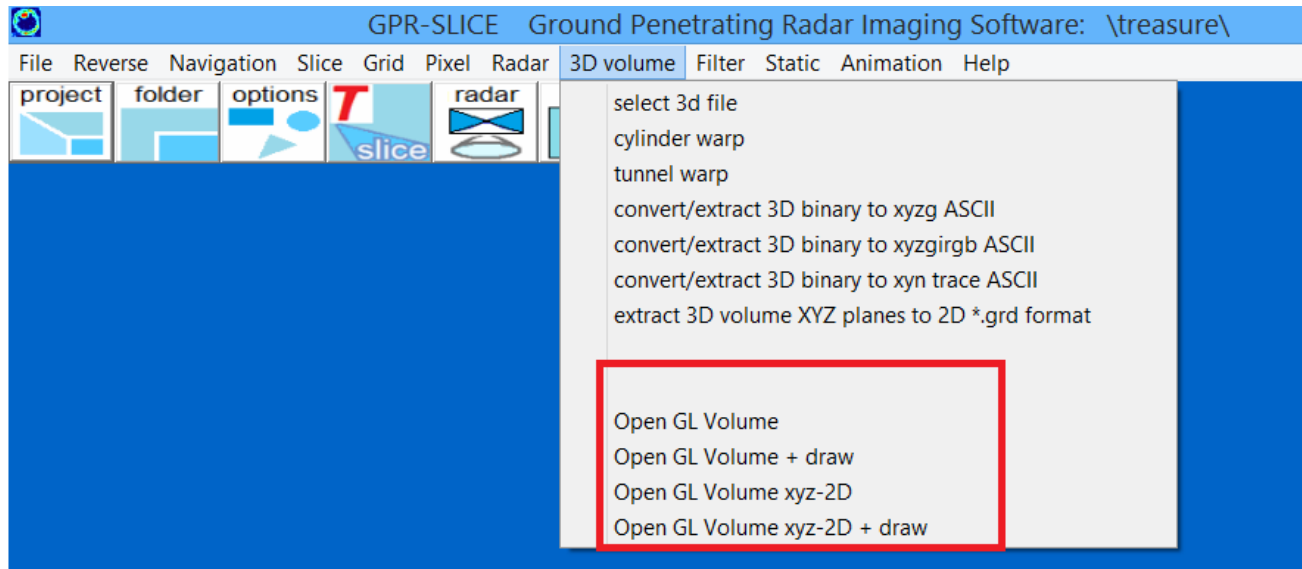 GPR-SLICE Ground Penetrating Radar Imaging Software: \treasure\
File Reverse Navigation Slice Grid Pixel Radar 3D volume Filter Static Animation Help
project folder options T slice radar
select 3d file
cylinder warp
tunnel warp
convert/extract 3D binary to xyzg ASCII
convert/extract 3D binary to xyzgirgb ASCII
convert/extract 3D binary to xyn trace ASCII
extract 3D volume XYZ planes to 2D *.grd format
Open GL Volume
Open GL Volume + draw
Open GL Volume xyz-2D
Open GL Volume xyz-2D + draw